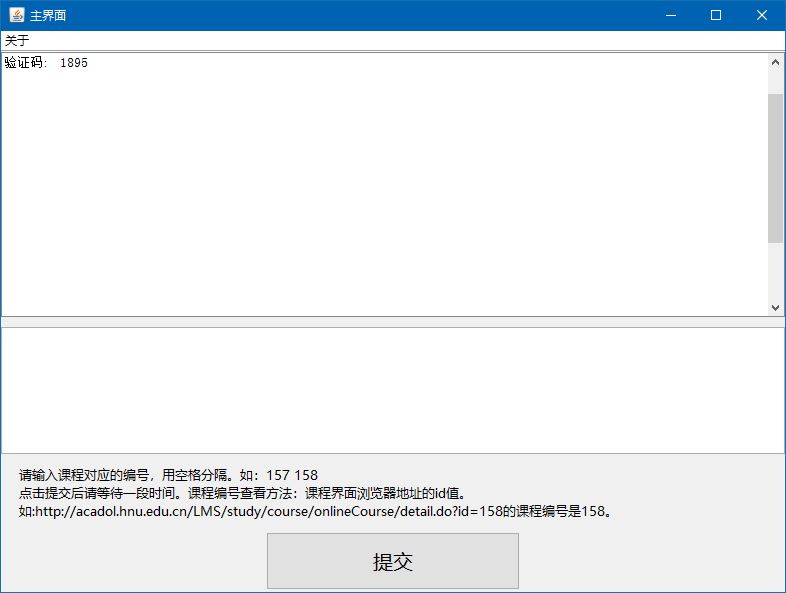 主界面
关于
验证码: 1895
请输入课程对应的编号，用空格分隔。如：157 158
点击提交后请等待一段时间。课程编号查看方法：课程界面浏览器地址的id值。
如:http://acadol.hnu.edu.cn/LMS/study/course/onlineCourse/detail.do?id=158的课程编号是158。
提交